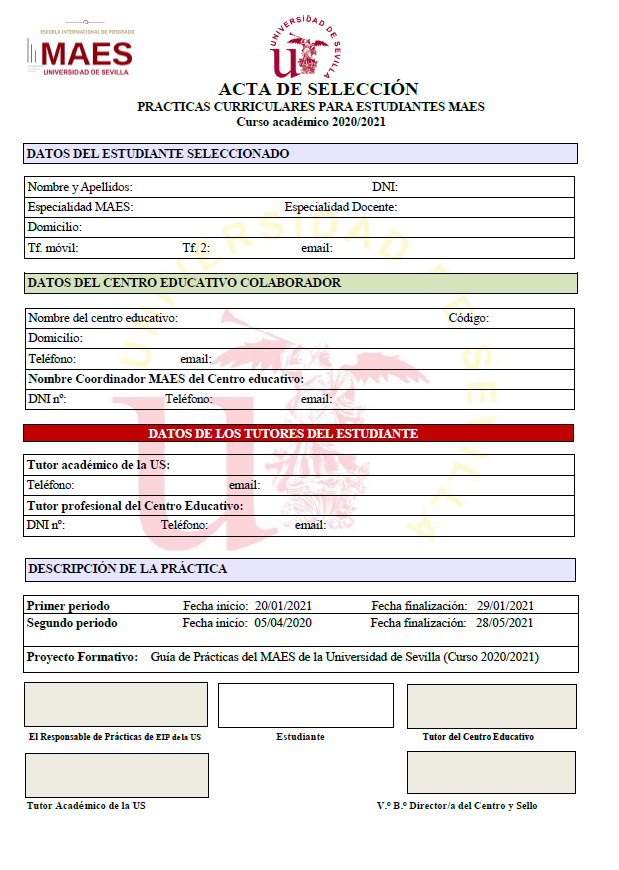 ESCUELA INTERNACIONAL DE POSGRADO
MAES
UNIVERSIDAD DE SEVILLA
UNIVERSIDAD DE SEVILLA
ACTA DE SELECCIÓN
PRACTICAS CURRICULARES PARA ESTUDIANTES MAES
Curso académico 2020/2021
DATOS DEL ESTUDIANTE SELECCIONADO
Nombre y Apellidos: DNI:
Especialidad MAES: Especialidad Docente:
Domicilio:
Tf. móvil: Tf. 2: email:
DATOS DEL CENTRO EDUCATIVO COLABORADOR
Nombre del centro educativo: Código:
Domicilio:
Teléfono: email:
Nombre Coordinador MAES del Centro educativo:
DNI nº: Teléfono: email:
DATOS DE LOS TUTORES DEL ESTUDIANTE
Tutor académico de la US:
Teléfono: email:
Tutor profesional del Centro Educativo:
DNI nº: Teléfono: email:
UNIVERSIDAD DE SEVILLA
DESCRIPCIÓN DE LA PRÁCTICA
Primer periodo Fecha inicio: 20/01/2021 Fecha finalización: 29/01/2021
Segundo periodo Fecha inicio: 05/04/2020 Fecha finalización: 28/05/2021
Proyecto Formativo: Guía de Prácticas del MAES de la Universidad de Sevilla (Curso 2020/2021)
El Responsable de Prácticas de EIP de la US Estudiante Tutor del Centro Educativo
Tutor Académico de la US V.º B.º Director/a del Centro y Sello